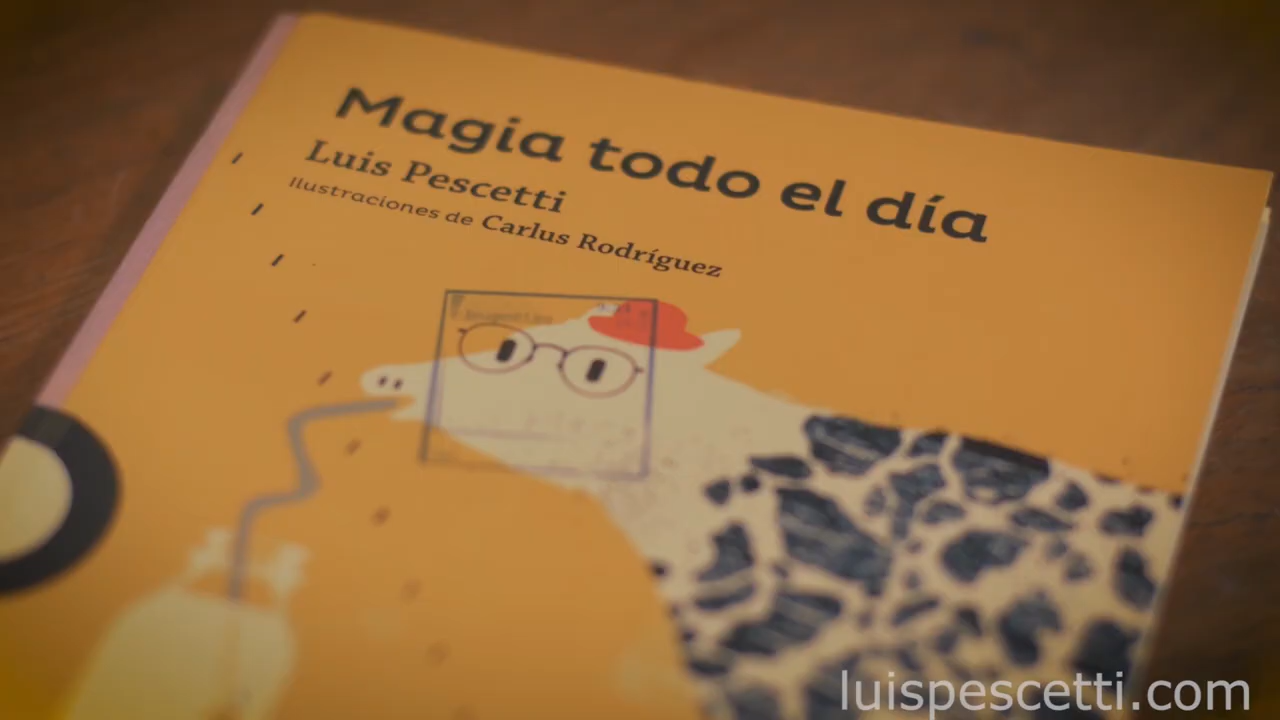 Magia todo el día
Luis Pescetti
Ilustraciones de Carlus Rodríguez
luispescetti.com